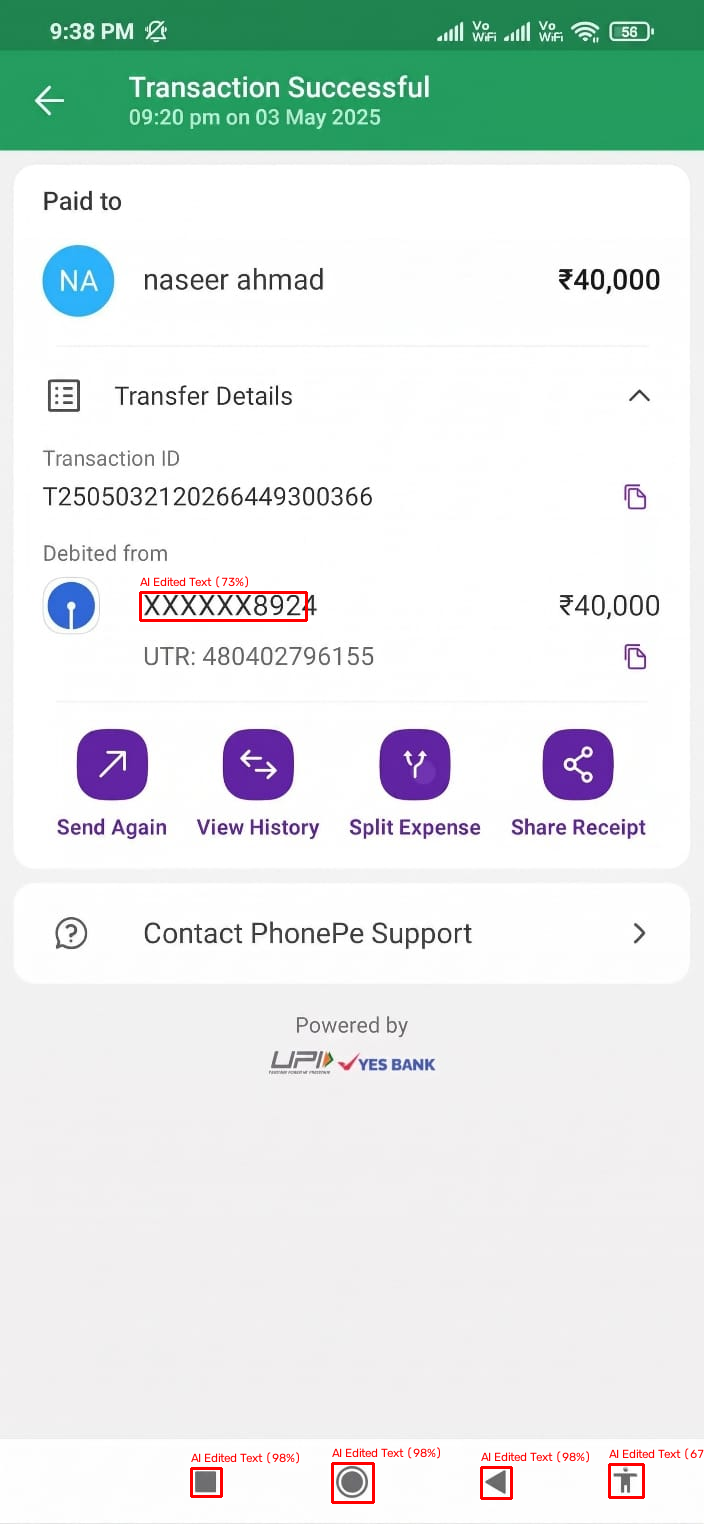 9:38 PM
Vo WiFi
Vo WiFi
56
Transaction Successful
09:20 pm on 03 May 2025
Paid to
NA
naseer ahmad
₹40,000
Transfer Details
Transaction ID
T2505032120266449300366
Debited from
AI Edited Text (73%)
XXXXXX8924
₹40,000
UTR: 480402796155
Send Again
View History
Split Expense
Share Receipt
Contact PhonePe Support
Powered by
UPI
YES BANK
AI Edited Text (98%)
AI Edited Text (98%)
AI Edited Text (98%)
AI Edited Text (67